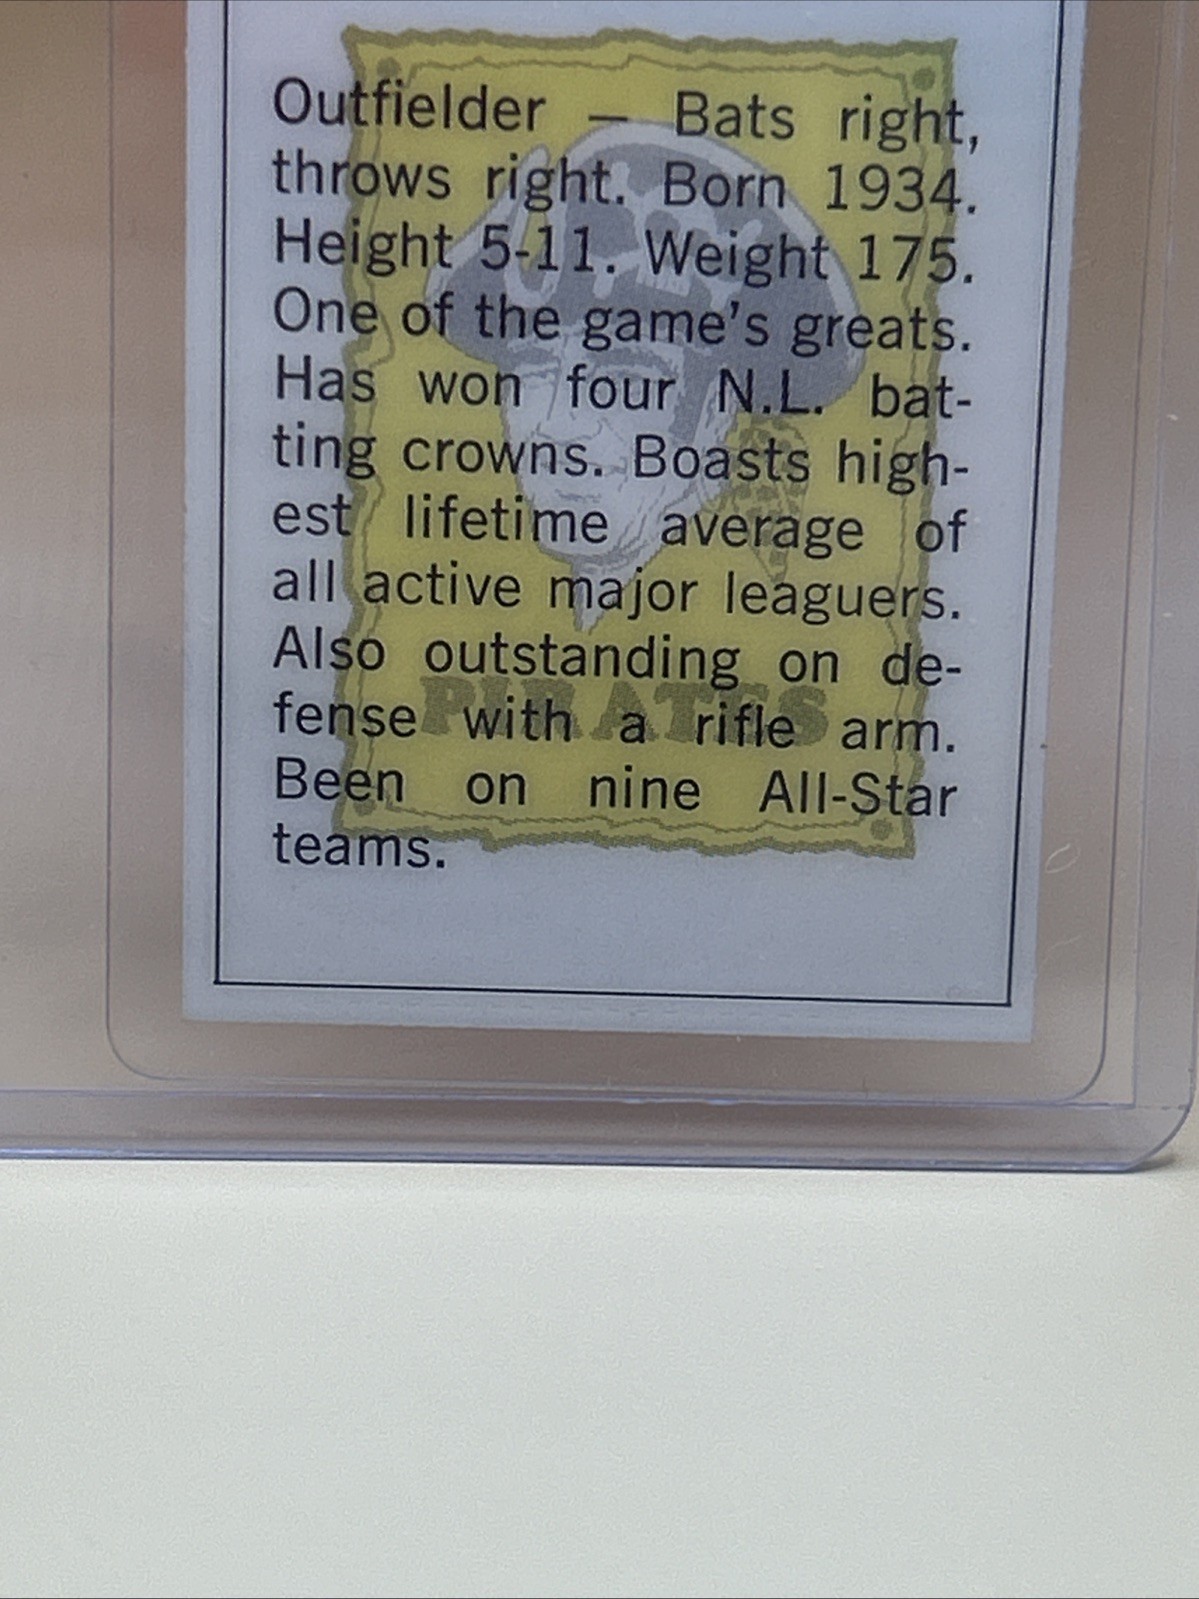 Outfielder — Bats right,
throws right. Born 1934.
Height 5-11. Weight 175.
One of the game's greats.
Has won four N.L. bat-
ting crowns. Boasts high-
est lifetime average of
all active major leaguers.
Also outstanding on de-
fense with a rifle arm.
Been on nine All-Star
teams.
PIRATES